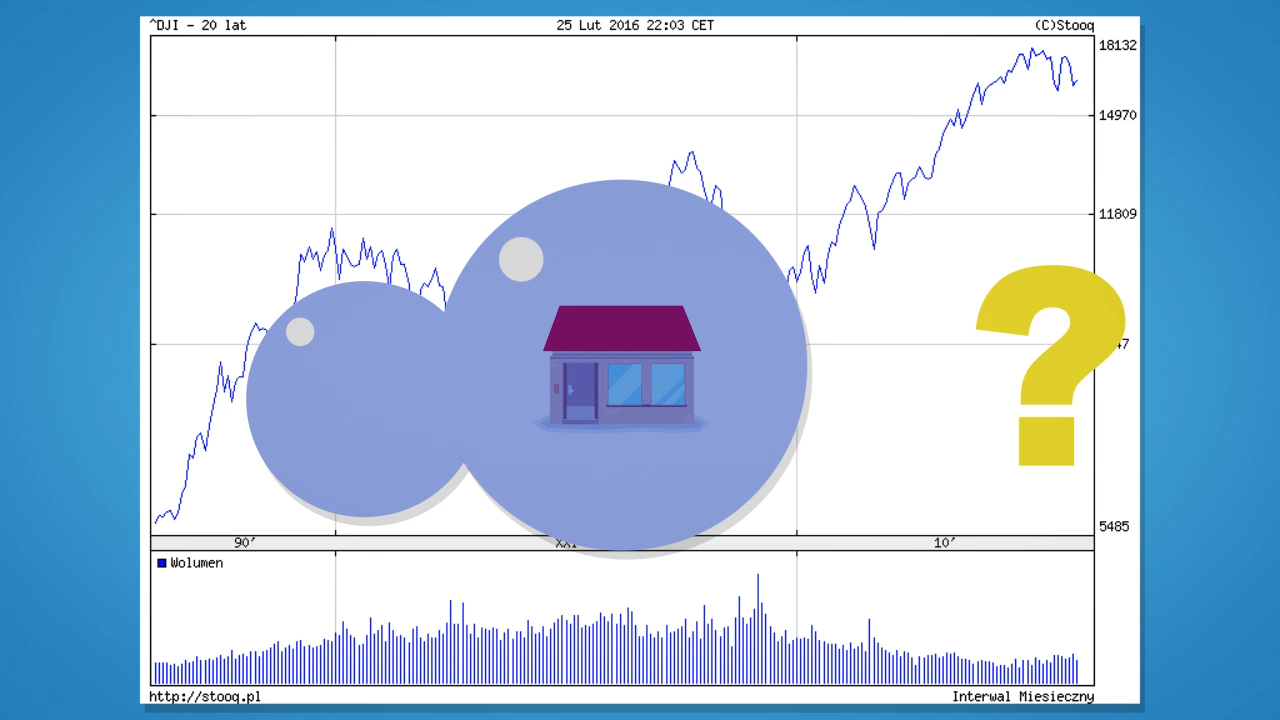 ^DJI - 20 lat 25 Lut 2016 22:03 CET (C)Stooq
18132
14970
11809
?
5485
90' 10'
Wolumen
http://stooq.pl Interwal Miesieczny